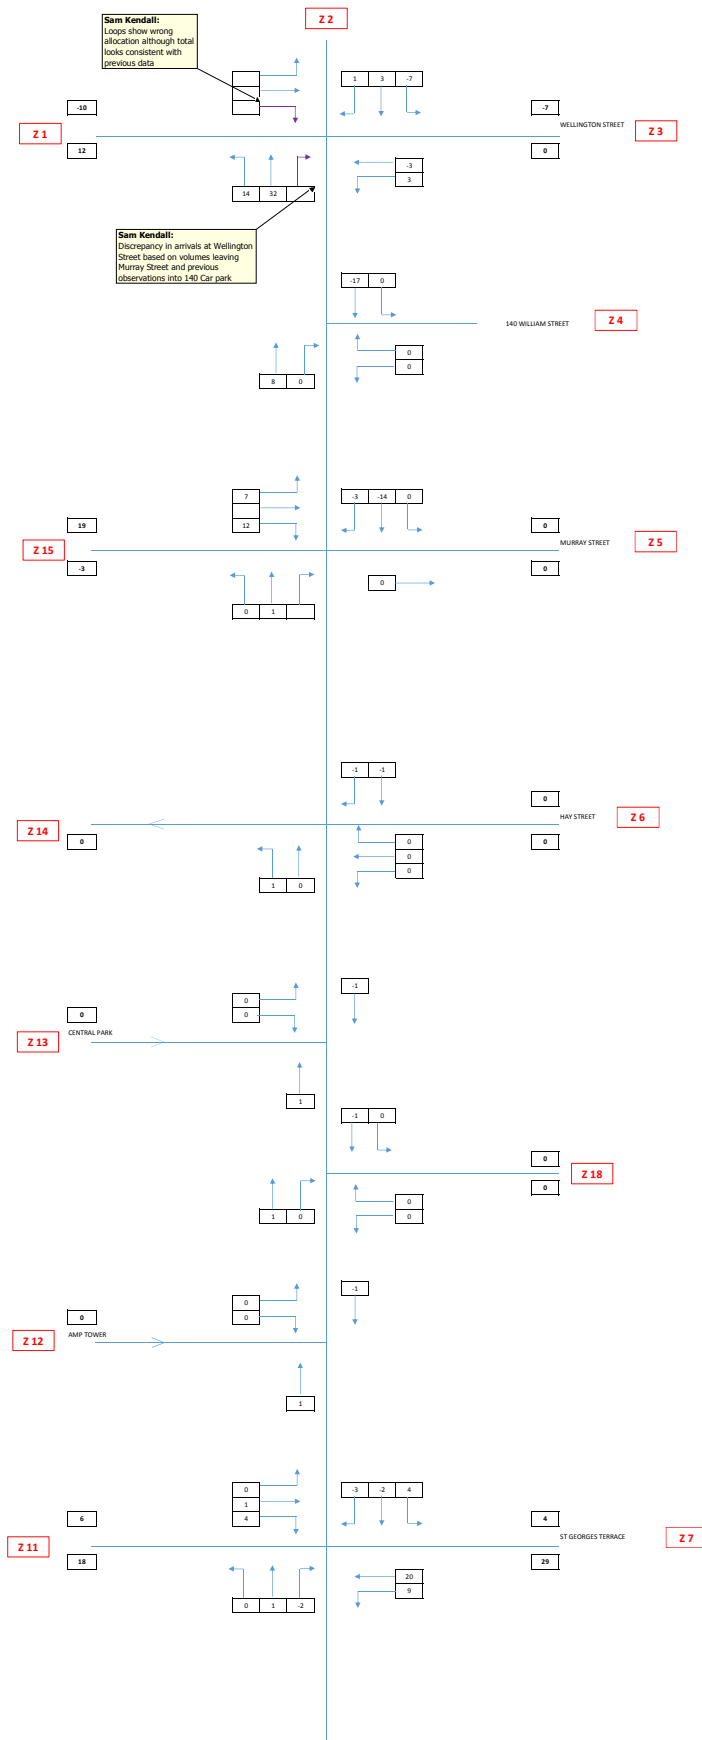 Z 2
Sam Kendall:
Loops show wrong
allocation although total
looks consistent with
previous data
1 3 -7
-10
-7
WELLINGTON STREET
Z 1
Z 3
12
0
-3
3
14 32
Sam Kendall:
Discrepancy in arrivals at Wellington
Street based on volumes leaving
Murray Street and previous
observations into 140 Car park
-17 0
140 WILLIAM STREET
Z 4
0
0
8 0
7
12
-3 -14 0
19
0
MURRAY STREET
Z 15
Z 5
-3
0
0
0 1
-1 -1
0
HAY STREET
Z 6
Z 14
0
0
0
0
0
1 0
-1
0
0
0
CENTRAL PARK
Z 13
1
-1 0
0
Z 18
0
0
0
1 0
-1
0
0
0
AMP TOWER
Z 12
1
0
1
4
-3 -2 4
6
4
ST GEORGES TERRACE
Z 11
Z 7
18
29
20
9
0 1 -2